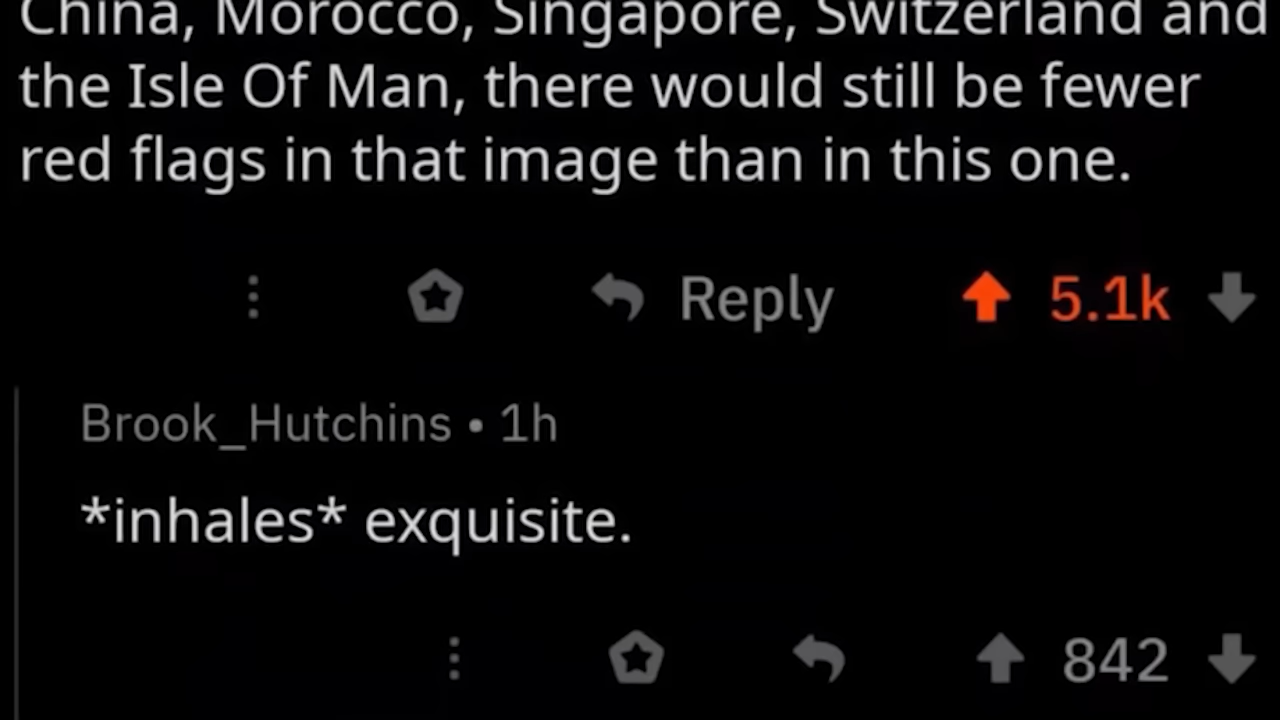 China, Morocco, Singapore, Switzerland and
the Isle Of Man, there would still be fewer
red flags in that image than in this one.
Reply 5.1k
Brook_Hutchins • 1h
*inhales* exquisite.
842